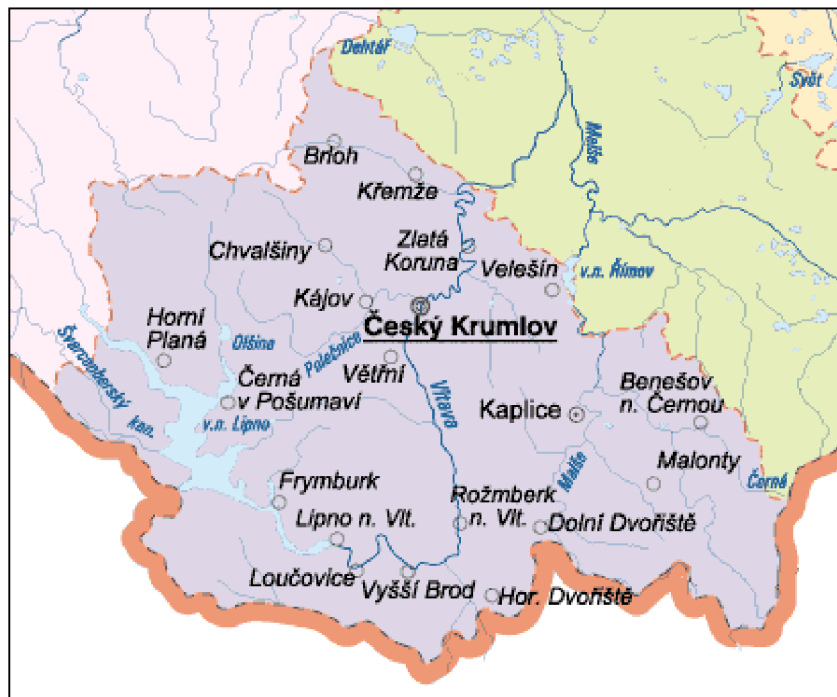 Dehtář
Svět
Malše
Brloh
Křemže
Chvalšiny
Zlatá
Koruna
Velešín
v.n. Římov
Kájov
Český Krumlov
Horní
Planá
Olšina
Polečnice
Větřní
Švarcenberský
kan.
Černá
v Pošumaví
v.n. Lipno
Vltava
Kaplice
Benešov
n. Černou
Malonty
Černá
Malše
Frymburk
Lipno n. Vlt.
Rožmberk
n. Vlt.
Dolní Dvořiště
Loučovice
Vyšší Brod
Hor. Dvořiště